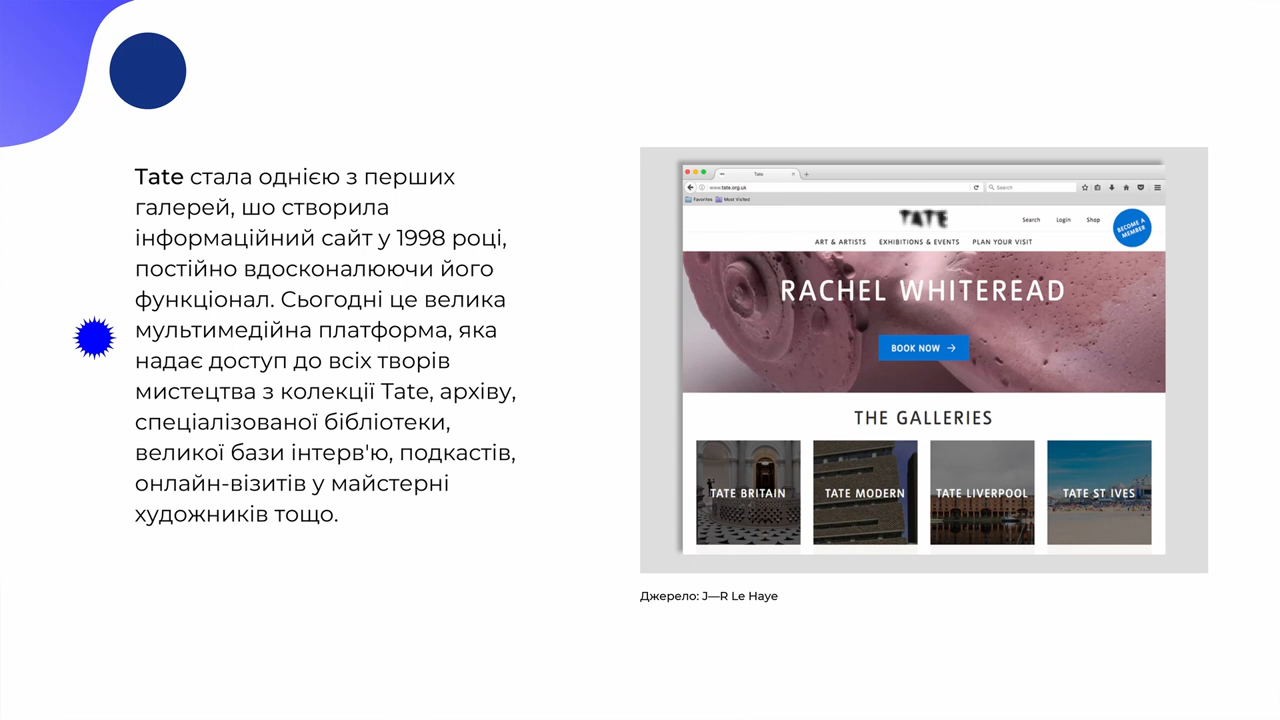 Tate стала однією з перших
галерей, шо створила
інформаційний сайт у 1998 році,
постійно вдосконалюючи його
функціонал. Сьогодні це велика
мультимедійна платформа, яка
надає доступ до всіх творів
мистецтва з колекції Tate, архіву,
спеціалізованої бібліотеки,
великої бази інтерв'ю, подкастів,
онлайн-візитів у майстерні
художників тощо.
Tate
www.tate.org.uk
Search
Favorites
Most Visited
TATE
Search
Login
Shop
BECOME A
MEMBER
ART & ARTISTS
EXHIBITIONS & EVENTS
PLAN YOUR VISIT
RACHEL WHITEREAD
BOOK NOW →
THE GALLERIES
TATE BRITAIN
TATE MODERN
TATE LIVERPOOL
TATE ST IVES
Джерело: J—R Le Haye